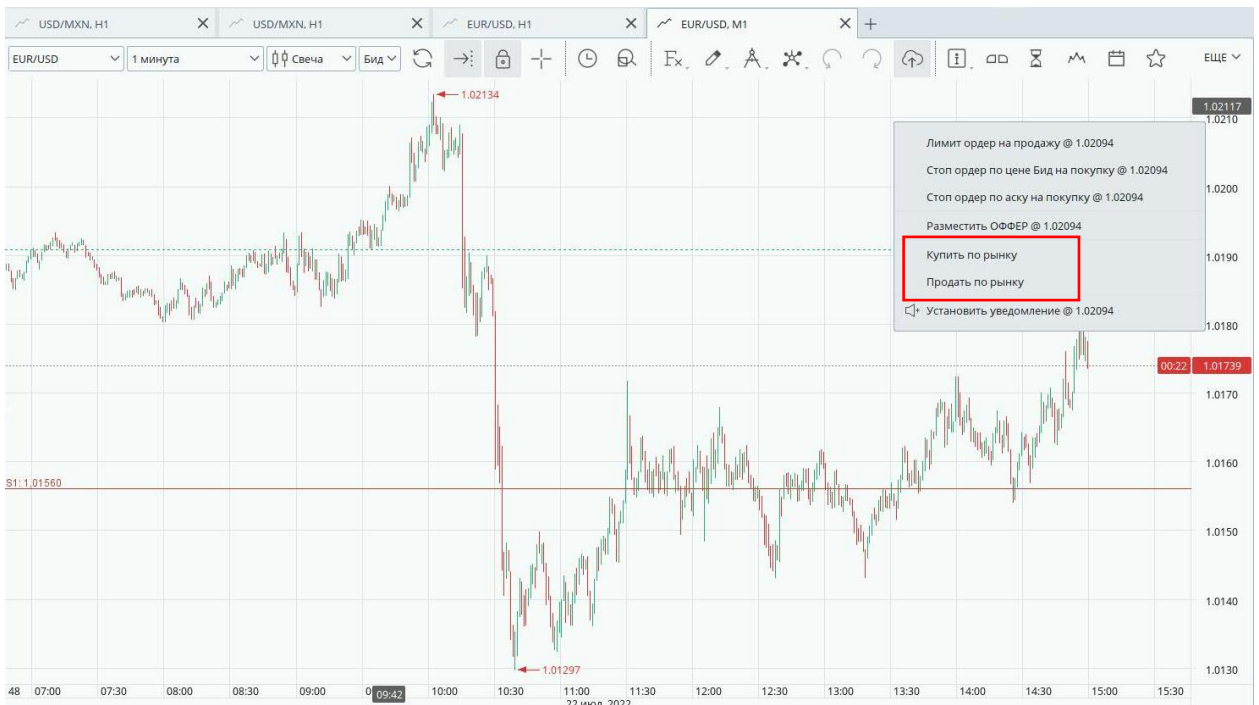 USD/MXN, H1
USD/MXN, H1
EUR/USD, H1
EUR/USD, M1
EUR/USD
1 минута
Свеча
Бид
Fx
ЕЩЕ
1.02134
1.02117
1.0210
Лимит ордер на продажу @ 1.02094
Стоп ордер по цене Бид на покупку @ 1.02094
Стоп ордер по аску на покупку @ 1.02094
Разместить ОФФЕР @ 1.02094
Купить по рынку
Продать по рынку
Установить уведомление @ 1.02094
1.0200
1.0190
1.0180
00:22
1.01739
1.0170
1.0160
S1: 1,01560
1.0150
1.0140
1.01297
1.0130
48 07:00 07:30 08:00 08:30 09:00 0 09:42 10:00 10:30 11:00 11:30 12:00 12:30 13:00 13:30 14:00 14:30 15:00 15:30
22 июл. 2022